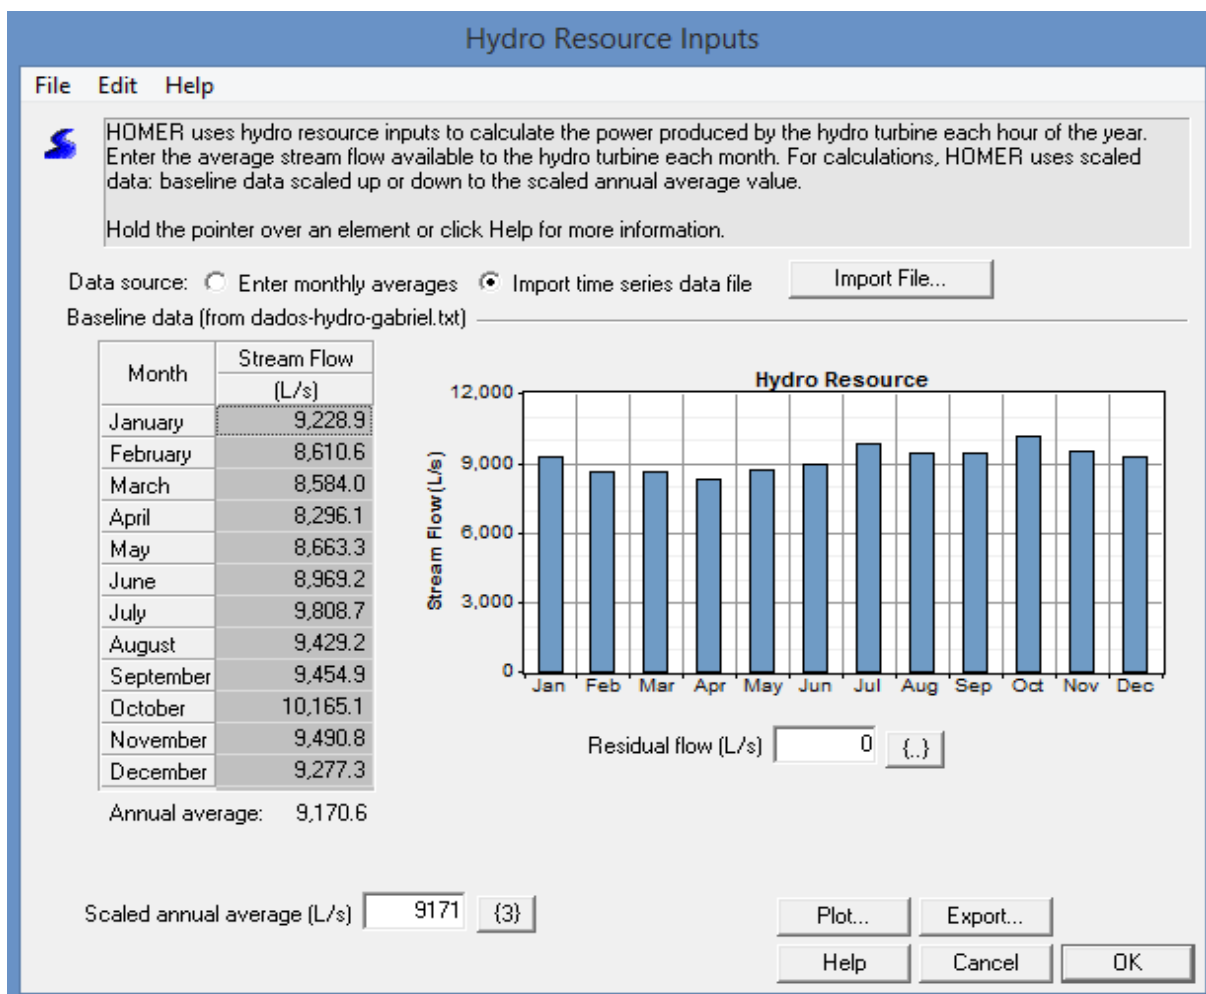 Hydro Resource Inputs
File Edit Help
HOMER uses hydro resource inputs to calculate the power produced by the hydro turbine each hour of the year.
Enter the average stream flow available to the hydro turbine each month. For calculations, HOMER uses scaled
data: baseline data scaled up or down to the scaled annual average value.
Hold the pointer over an element or click Help for more information.
Data source: Enter monthly averages Import time series data file Import File...
Baseline data (from dados-hydro-gabriel.txt)
Month Stream Flow
(L/s)
January 9,228.9
February 8,610.6
March 8,584.0
April 8,296.1
May 8,663.3
June 8,969.2
July 9,808.7
August 9,429.2
September 9,454.9
October 10,165.1
November 9,490.8
December 9,277.3
Annual average: 9,170.6
Hydro Resource
Stream Flow (L/s)
12,000
9,000
6,000
3,000
0
Jan Feb Mar Apr May Jun Jul Aug Sep Oct Nov Dec
Residual flow (L/s) 0 {..}
Scaled annual average (L/s) 9171 {3}
Plot... Export...
Help Cancel OK